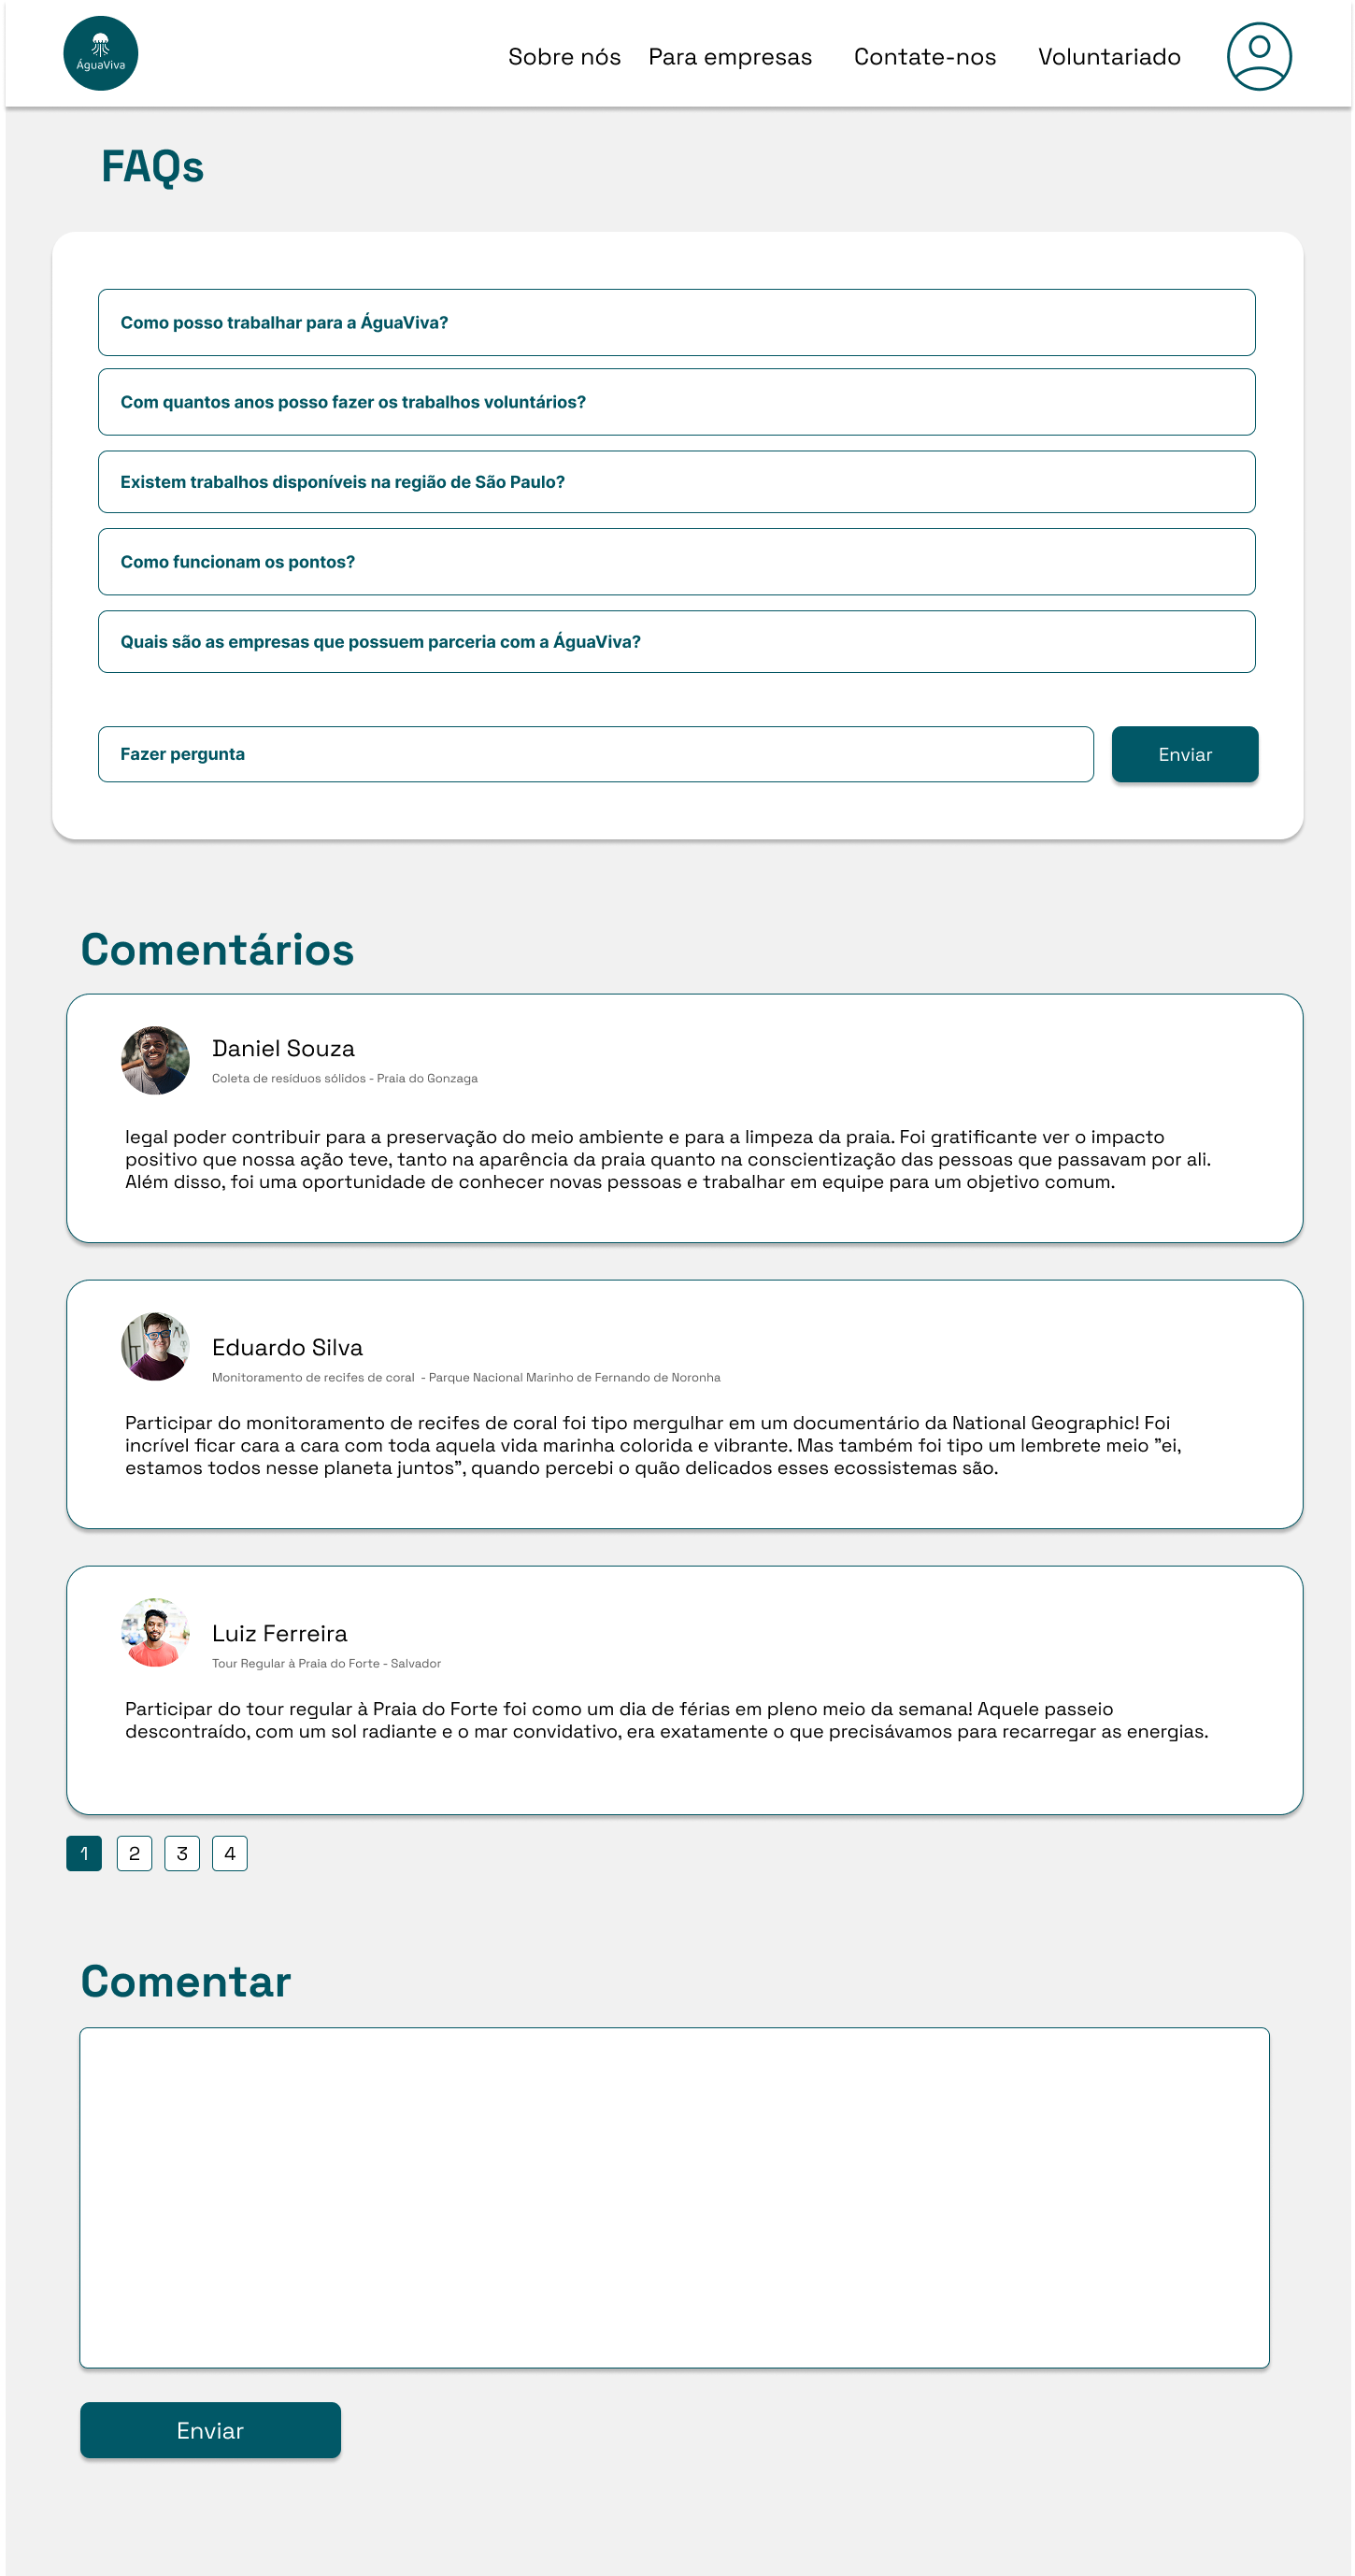 ÁguaViva
Sobre nós Para empresas Contate-nos Voluntariado
FAQs
Como posso trabalhar para a ÁguaViva?
Com quantos anos posso fazer os trabalhos voluntários?
Existem trabalhos disponíveis na região de São Paulo?
Como funcionam os pontos?
Quais são as empresas que possuem parceria com a ÁguaViva?
Fazer pergunta
Enviar
Comentários
Daniel Souza
Coleta de resíduos sólidos - Praia do Gonzaga
legal poder contribuir para a preservação do meio ambiente e para a limpeza da praia. Foi gratificante ver o impacto
positivo que nossa ação teve, tanto na aparência da praia quanto na conscientização das pessoas que passavam por ali.
Além disso, foi uma oportunidade de conhecer novas pessoas e trabalhar em equipe para um objetivo comum.
Eduardo Silva
Monitoramento de recifes de coral - Parque Nacional Marinho de Fernando de Noronha
Participar do monitoramento de recifes de coral foi tipo mergulhar em um documentário da National Geographic! Foi
incrível ficar cara a cara com toda aquela vida marinha colorida e vibrante. Mas também foi tipo um lembrete meio "ei,
estamos todos nesse planeta juntos", quando percebi o quão delicados esses ecossistemas são.
Luiz Ferreira
Tour Regular à Praia do Forte - Salvador
Participar do tour regular à Praia do Forte foi como um dia de férias em pleno meio da semana! Aquele passeio
descontraído, com um sol radiante e o mar convidativo, era exatamente o que precisávamos para recarregar as energias.
1 2 3 4
Comentar
Enviar